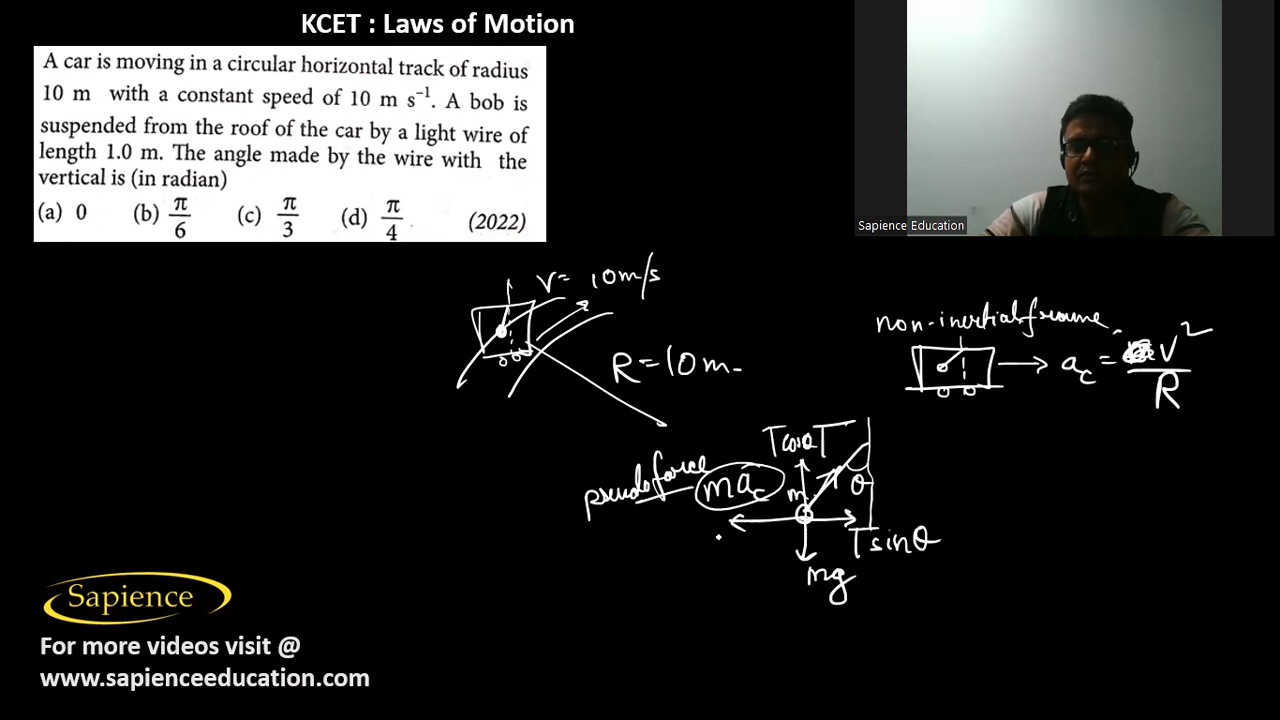 KCET : Laws of Motion
A car is moving in a circular horizontal track of radius
10 m with a constant speed of 10 m s⁻¹. A bob is
suspended from the roof of the car by a light wire of
length 1.0 m. The angle made by the wire with the
vertical is (in radian)
(a) 0 (b) π/6 (c) π/3 (d) π/4 (2022)
Sapience Education
V= 10m/s
R=10m
non-inertial frame
a_c = V²/R
Tcosθ T
pseudo force ma_c
m θ
Tsinθ
mg
Sapience
For more videos visit @
www.sapienceeducation.com